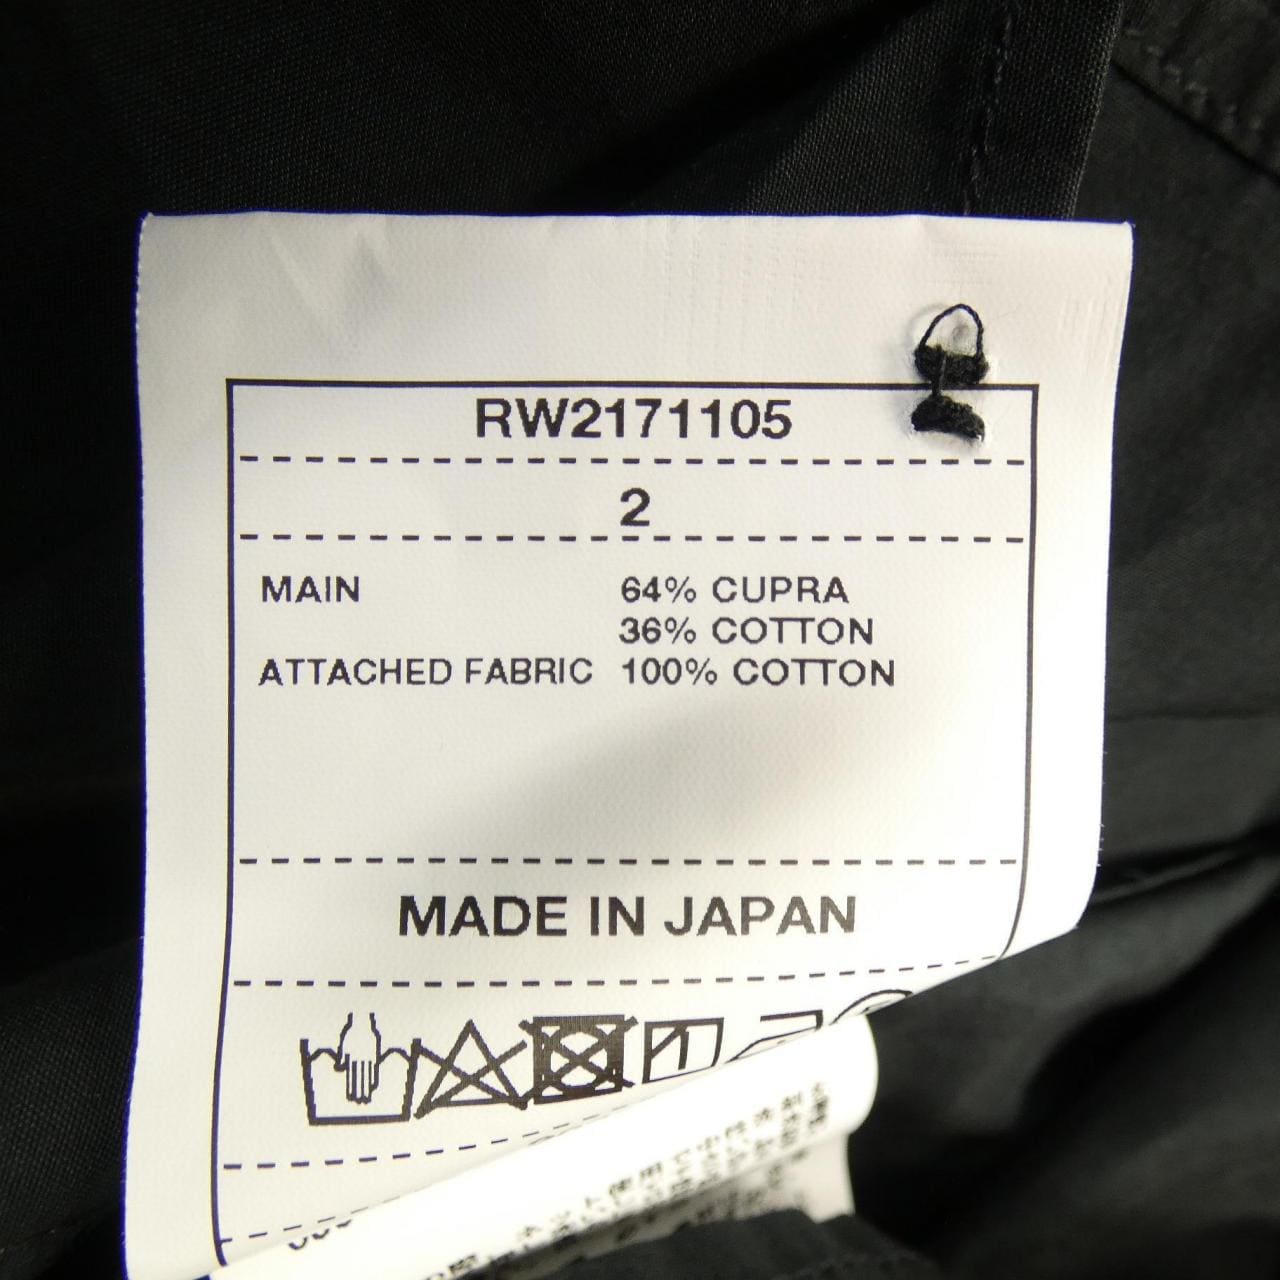 RW2171105
2
MAIN 64% CUPRA
36% COTTON
ATTACHED FABRIC 100% COTTON
MADE IN JAPAN